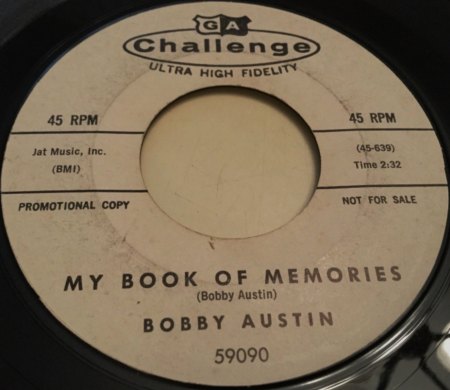 GA
Challenge
ULTRA HIGH FIDELITY
45 RPM
45 RPM
Jat Music, Inc.
(BMI)
(45-639)
Time 2:32
PROMOTIONAL COPY
NOT FOR SALE
MY BOOK OF MEMORIES
(Bobby Austin)
BOBBY AUSTIN
59090